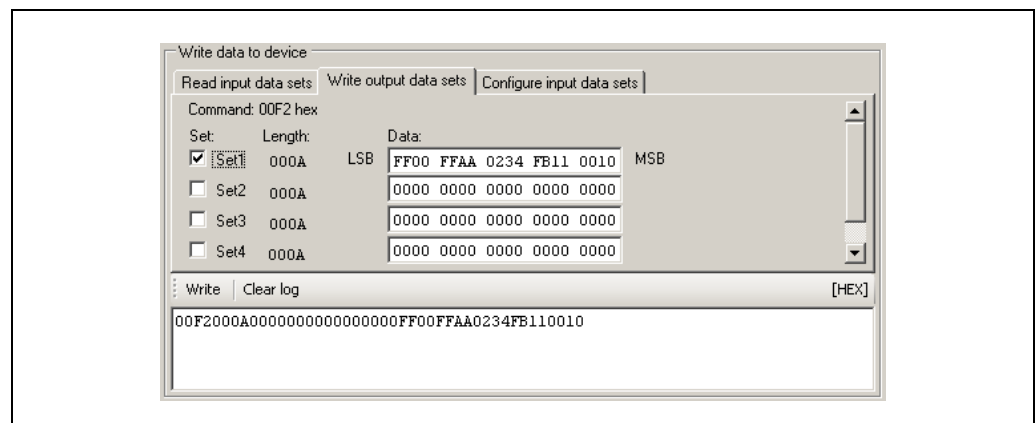 Write data to device
Read input data sets Write output data sets Configure input data sets
Command: 00F2 hex
Set: Length: Data:
Set1 000A LSB FF00 FFAA 0234 FB11 0010 MSB
Set2 000A 0000 0000 0000 0000 0000
Set3 000A 0000 0000 0000 0000 0000
Set4 000A 0000 0000 0000 0000 0000
Write Clear log [HEX]
00F2000A0000000000000000FF00FFAA0234FB110010